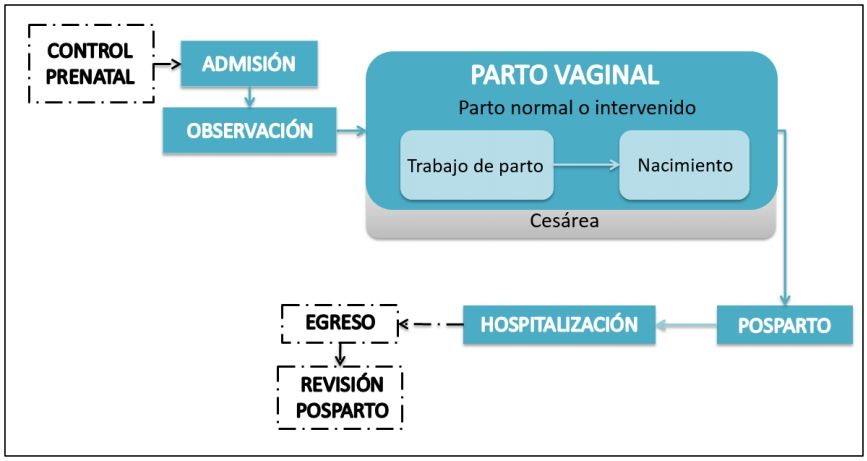 CONTROL
PRENATAL
ADMISIÓN
OBSERVACIÓN
PARTO VAGINAL
Parto normal o intervenido
Trabajo de parto
Nacimiento
Cesárea
POSPARTO
HOSPITALIZACIÓN
EGRESO
REVISIÓN
POSPARTO